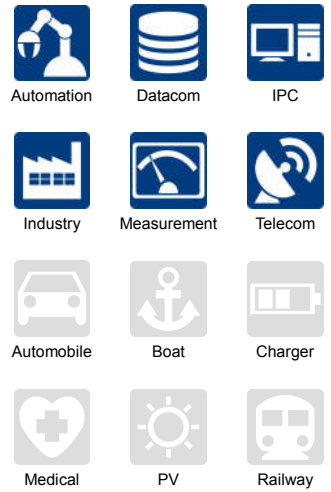 Automation Datacom IPC
Industry Measurement Telecom
Automobile Boat Charger
Medical PV Railway